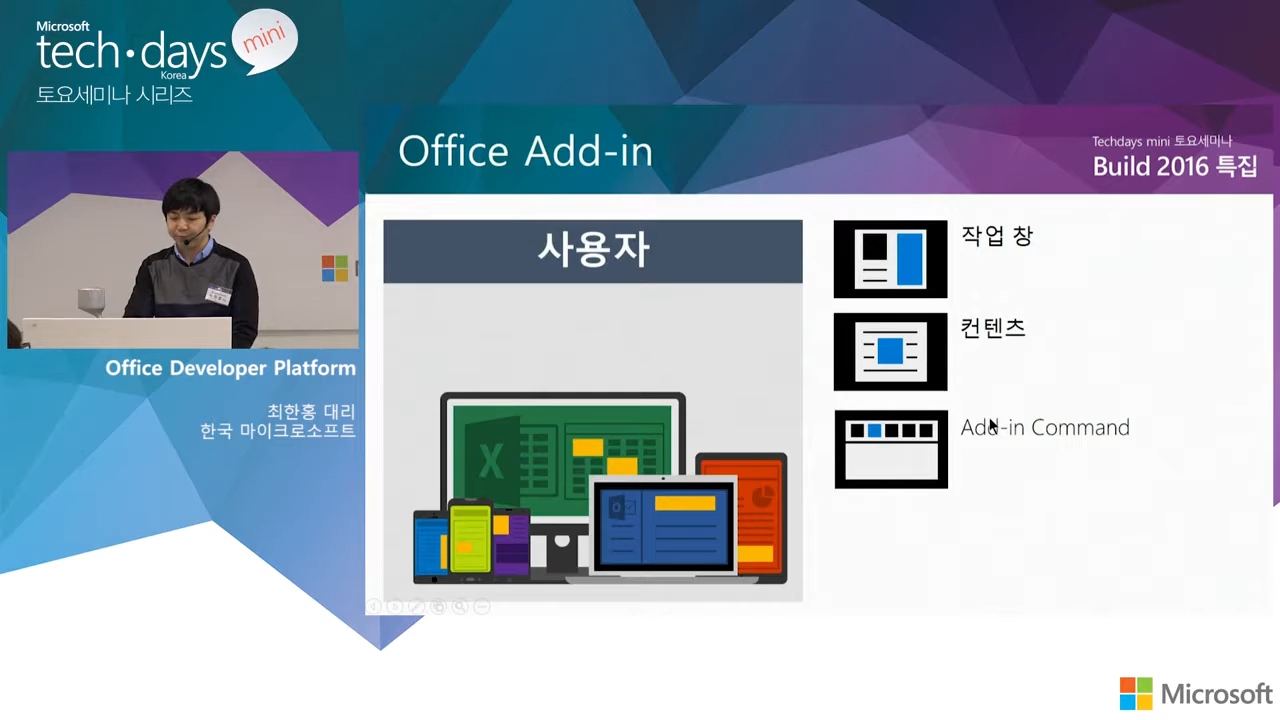 Microsoft
tech·days
mini
Korea
토요세미나 시리즈
Office Add-in
Techdays mini 토요세미나
Build 2016 특집
사용자
작업 창
컨텐츠
Add-in Command
Office Developer Platform
최한홍 대리
한국 마이크로소프트
Microsoft